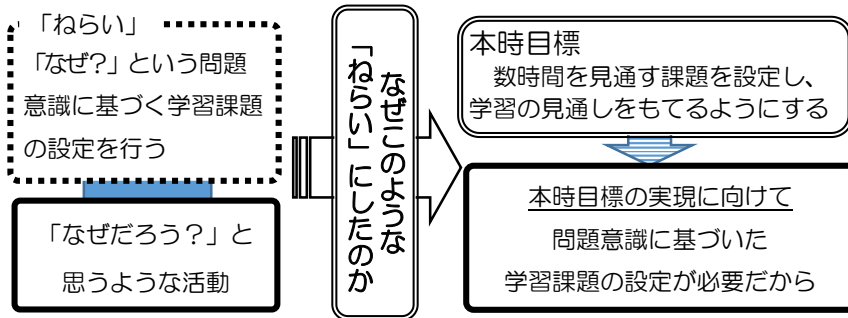 「ねらい」
「なぜ?」という問題
意識に基づく学習課題
の設定を行う
「なぜだろう?」と
思うような活動
なぜこのような
「ねらい」にしたのか
本時目標
数時間を見通す課題を設定し、
学習の見通しをもてるようにする
本時目標の実現に向けて
問題意識に基づいた
学習課題の設定が必要だから